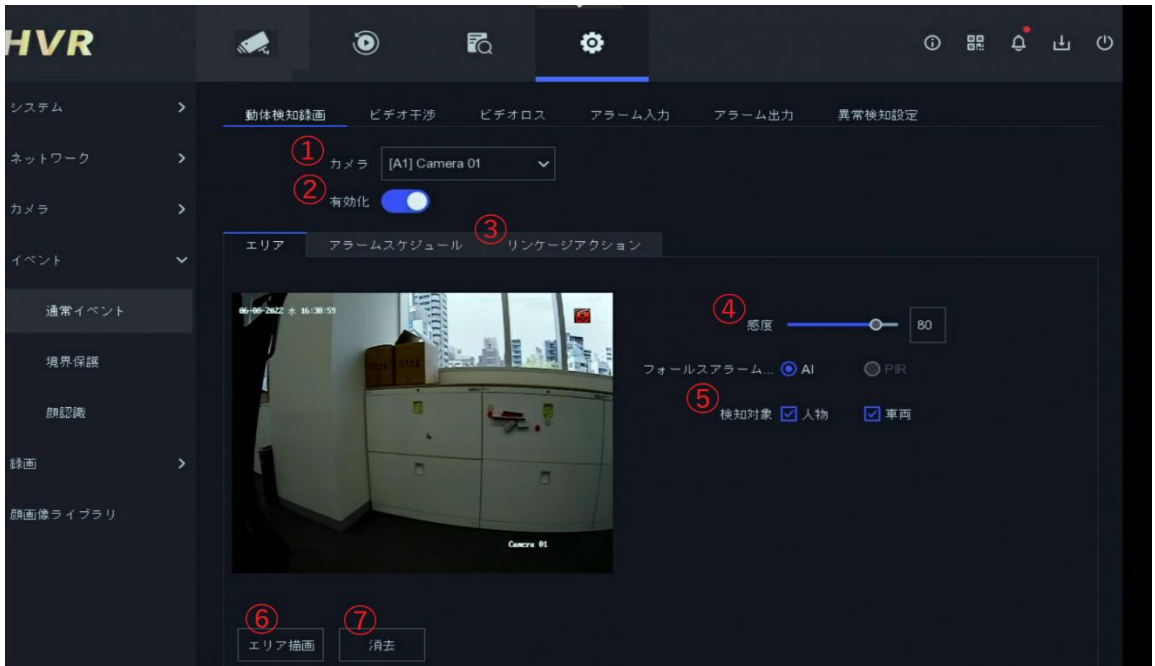 HVR
システム
ネットワーク
カメラ
イベント
通常イベント
境界保護
顔認識
録画
顔画像ライブラリ
動体検知録画 ビデオ干渉 ビデオロス アラーム入力 アラーム出力 異常検知設定
① カメラ [A1] Camera 01
② 有効化
エリア アラームスケジュール ③ リンケージアクション
06-08-2022 水 16:30:59
Camera 01
④ 感度 80
フォールスアラーム... AI PIR
⑤ 検知対象 人物 車両
⑥ ⑦
エリア描画 消去